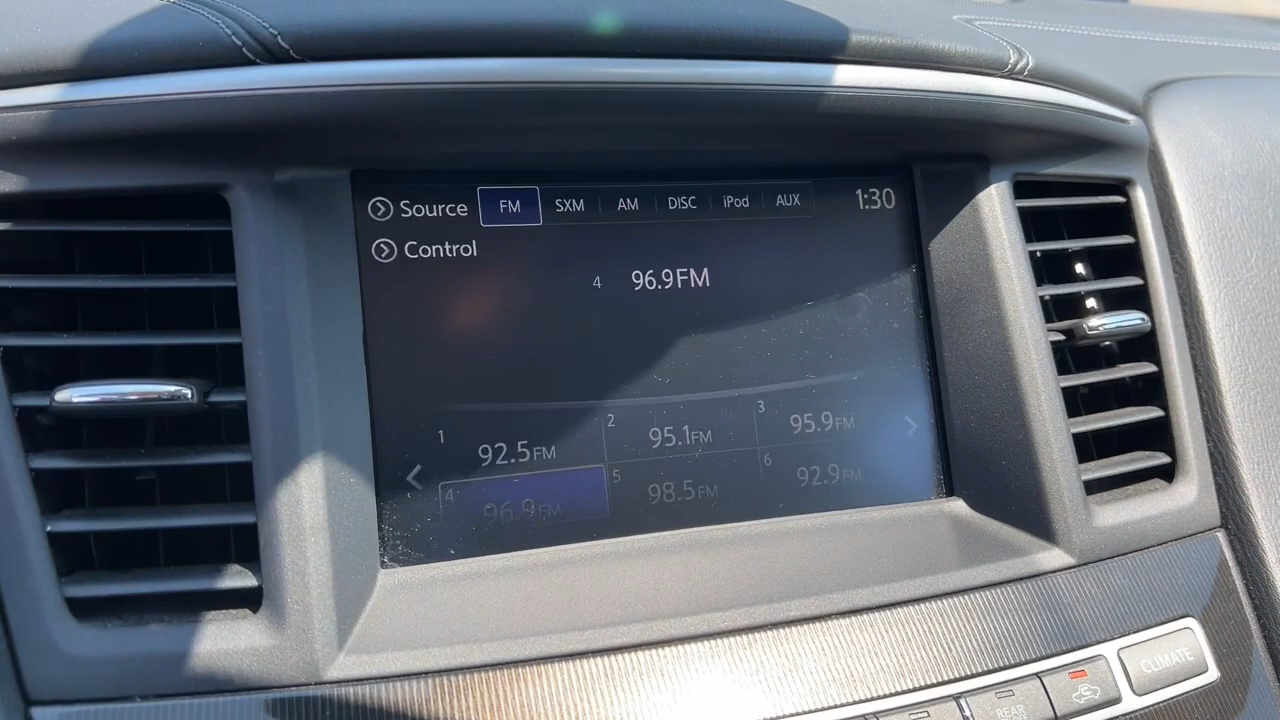 Source FM SXM AM DISC iPod AUX 1:30
Control
4 96.9FM
1 92.5FM 2 95.1FM 3 95.9FM
4 96.9FM 5 98.5FM 6 92.9FM
REAR CLIMATE